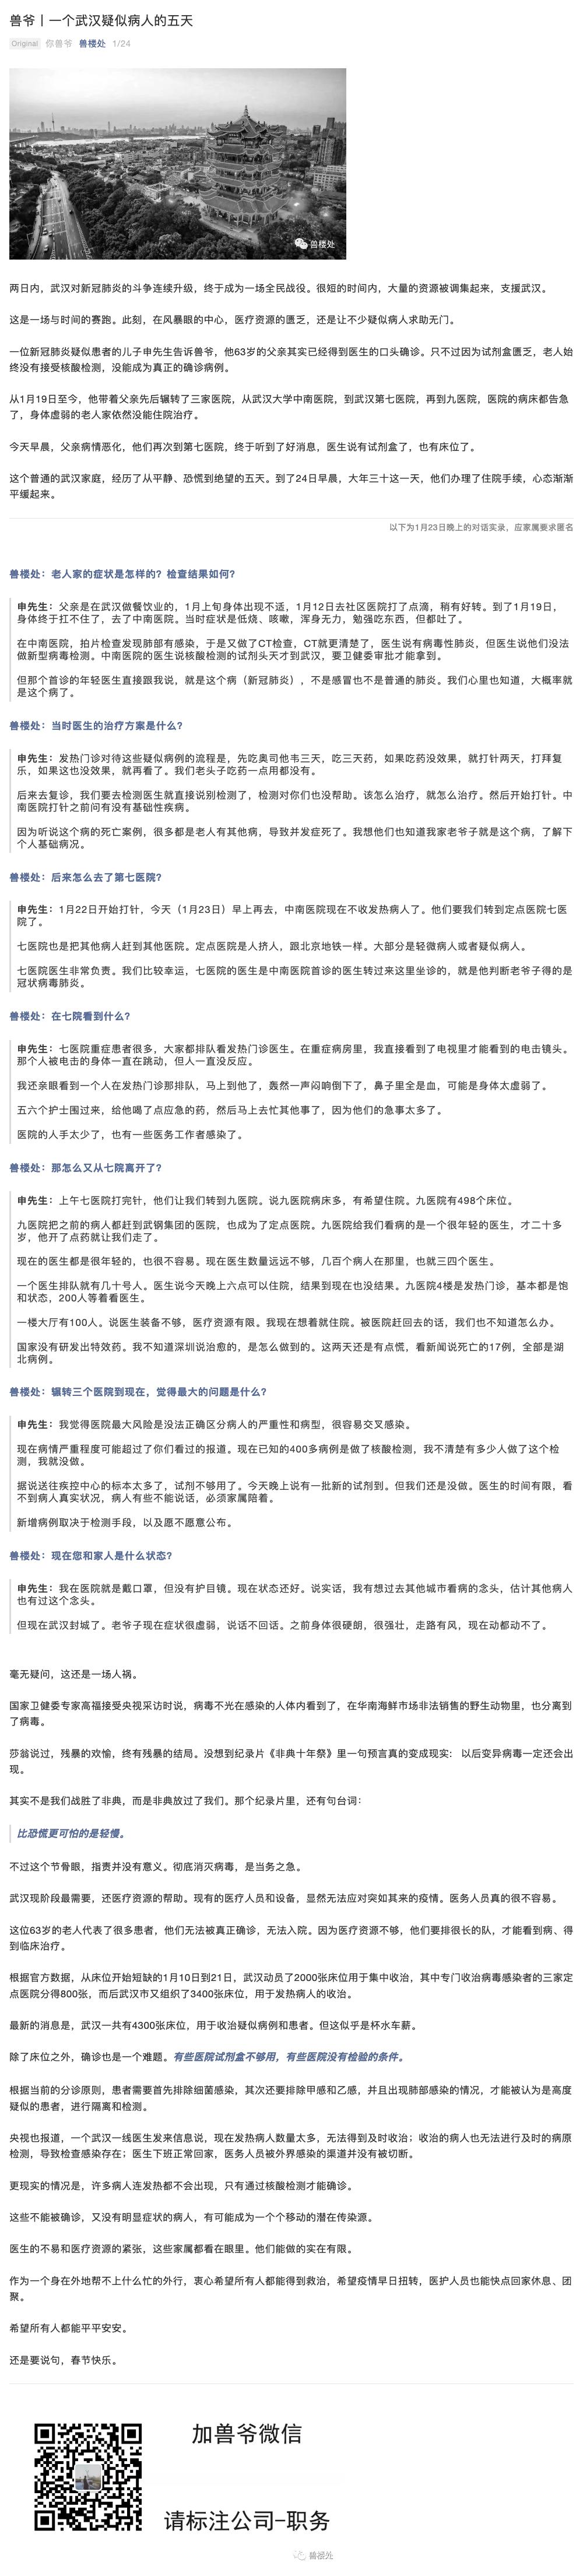 兽爷丨一个武汉疑似病人的五天
Original 你兽爷 兽楼处 1/24
兽楼处
两日内，武汉对新冠肺炎的斗争连续升级，终于成为一场全民战役。很短的时间内，大量的资源被调集起来，支援武汉。
这是一场与时间的赛跑。此刻，在风暴眼的中心，医疗资源的匮乏，还是让不少疑似病人求助无门。
一位新冠肺炎疑似患者的儿子申先生告诉兽爷，他63岁的父亲其实已经得到医生的口头确诊。只不过因为试剂盒匮乏，老人始
终没有接受核酸检测，没能成为真正的确诊病例。
从1月19日至今，他带着父亲先后辗转了三家医院，从武汉大学中南医院，到武汉第七医院，再到九医院，医院的病床都告急
了，身体虚弱的老人家依然没能住院治疗。
今天早晨，父亲病情恶化，他们再次到第七医院，终于听到了好消息，医生说有试剂盒了，也有床位了。
这个普通的武汉家庭，经历了从平静、恐慌到绝望的五天。到了24日早晨，大年三十这一天，他们办理了住院手续，心态渐渐
平缓起来。
以下为1月23日晚上的对话实录，应家属要求匿名
兽楼处：老人家的症状是怎样的？检查结果如何？
申先生：父亲是在武汉做餐饮业的，1月上旬身体出现不适，1月12日去社区医院打了点滴，稍有好转。到了1月19日，
身体终于扛不住了，去了中南医院。当时症状是低烧、咳嗽，浑身无力，勉强吃东西，但都吐了。
在中南医院，拍片检查发现肺部有感染，于是又做了CT检查，CT就更清楚了，医生说有病毒性肺炎，但医生说他们没法
做新型病毒检测。中南医院的医生说核酸检测的试剂头天才到武汉，要卫健委审批才能拿到。
但那个首诊的年轻医生直接跟我说，就是这个病（新冠肺炎），不是感冒也不是普通的肺炎。我们心里也知道，大概率就
是这个病了。
兽楼处：当时医生的治疗方案是什么？
申先生：发热门诊对待这些疑似病例的流程是，先吃奥司他韦三天，吃三天药，如果吃药没效果，就打针两天，打拜复
乐，如果这也没效果，就再看了。我们老头子吃药一点用都没有。
后来去复诊，我们要去检测医生就直接说别检测了，检测对你们也没帮助。该怎么治疗，就怎么治疗。然后开始打针。中
南医院打针之前问有没有基础性疾病。
因为听说这个病的死亡案例，很多都是老人有其他病，导致并发症死了。我想他们也知道我家老爷子就是这个病，了解下
个人基础病况。
兽楼处：后来怎么去了第七医院？
申先生：1月22日开始打针，今天（1月23日）早上再去，中南医院现在不收发热病人了。他们要我们转到定点医院七医
院了。
七医院也是把其他病人赶到其他医院。定点医院是人挤人，跟北京地铁一样。大部分是轻微病人或者疑似病人。
七医院医生非常负责。我们比较幸运，七医院的医生是中南医院首诊的医生转过来这里坐诊的，就是他判断老爷子得的是
冠状病毒肺炎。
兽楼处：在七院看到什么？
申先生：七医院重症患者很多，大家都排队看发热门诊医生。在重症病房里，我直接看到了电视里才能看到的电击镜头。
那个人被电击的身体一直在跳动，但人一直没反应。
我还亲眼看到一个人在发热门诊那排队，马上到他了，轰然一声闷响倒下了，鼻子里全是血，可能是身体太虚弱了。
五六个护士围过来，给他喝了点应急的药，然后马上去忙其他事了，因为他们的急事太多了。
医院的人手太少了，也有一些医务工作者感染了。
兽楼处：那怎么又从七院离开了？
申先生：上午七医院打完针，他们让我们转到九医院。说九医院病床多，有希望住院。九医院有498个床位。
九医院把之前的病人都赶到武钢集团的医院，也成为了定点医院。九医院给我们看病的是一个很年轻的医生，才二十多
岁，他开了点药就让我们走了。
现在的医生都是很年轻的，也很不容易。现在医生数量远远不够，几百个病人在那里，也就三四个医生。
一个医生排队就有几十号人。医生说今天晚上六点可以住院，结果到现在也没结果。九医院4楼是发热门诊，基本都是饱
和状态，200人等着看医生。
一楼大厅有100人。说医生装备不够，医疗资源有限。我现在想着就住院。被医院赶回去的话，我们也不知道怎么办。
国家没有研发出特效药。我不知道深圳说治愈的，是怎么做到的。这两天还是有点慌，看新闻说死亡的17例，全部是湖
北病例。
兽楼处：辗转三个医院到现在，觉得最大的问题是什么？
申先生：我觉得医院最大风险是没法正确区分病人的严重性和病型，很容易交叉感染。
现在病情严重程度可能超过了你们看过的报道。现在已知的400多病例是做了核酸检测，我不清楚有多少人做了这个检
测，我就没做。
据说送往疾控中心的标本太多了，试剂不够用了。今天晚上说有一批新的试剂到。但我们还是没做。医生的时间有限，看
不到病人真实状况，病人有些不能说话，必须家属陪着。
新增病例取决于检测手段，以及愿不愿意公布。
兽楼处：现在您和家人是什么状态？
申先生：我在医院就是戴口罩，但没有护目镜。现在状态还好。说实话，我有想过去其他城市看病的念头，估计其他病人
也有过这个念头。
但现在武汉封城了。老爷子现在症状很虚弱，说话不回话。之前身体很硬朗，很强壮，走路有风，现在动都动不了。
毫无疑问，这还是一场人祸。
国家卫健委专家高福接受央视采访时说，病毒不光在感染的人体内看到了，在华南海鲜市场非法销售的野生动物里，也分离到
了病毒。
莎翁说过，残暴的欢愉，终有残暴的结局。没想到纪录片《非典十年祭》里一句预言真的变成现实： 以后变异病毒一定还会出
现。
其实不是我们战胜了非典，而是非典放过了我们。那个纪录片里，还有句台词：
比恐慌更可怕的是轻慢。
不过这个节骨眼，指责并没有意义。彻底消灭病毒，是当务之急。
武汉现阶段最需要，还医疗资源的帮助。现有的医疗人员和设备，显然无法应对突如其来的疫情。医务人员真的很不容易。
这位63岁的老人代表了很多患者，他们无法被真正确诊，无法入院。因为医疗资源不够，他们要排很长的队，才能看到病、得
到临床治疗。
根据官方数据，从床位开始短缺的1月10日到21日，武汉动员了2000张床位用于集中收治，其中专门收治病毒感染者的三家定
点医院分得800张，而后武汉市又组织了3400张床位，用于发热病人的收治。
最新的消息是，武汉一共有4300张床位，用于收治疑似病例和患者。但这似乎是杯水车薪。
除了床位之外，确诊也是一个难题。有些医院试剂盒不够用，有些医院没有检验的条件。
根据当前的分诊原则，患者需要首先排除细菌感染，其次还要排除甲感和乙感，并且出现肺部感染的情况，才能被认为是高度
疑似的患者，进行隔离和检测。
央视也报道，一个武汉一线医生发来信息说，现在发热病人数量太多，无法得到及时收治；收治的病人也无法进行及时的病原
检测，导致检查感染存在；医生下班正常回家，医务人员被外界感染的渠道并没有被切断。
更现实的情况是，许多病人连发热都不会出现，只有通过核酸检测才能确诊。
这些不能被确诊，又没有明显症状的病人，有可能成为一个个移动的潜在传染源。
医生的不易和医疗资源的紧张，这些家属都看在眼里。他们能做的实在有限。
作为一个身在外地帮不上什么忙的外行，衷心希望所有人都能得到救治，希望疫情早日扭转，医护人员也能快点回家休息、团
聚。
希望所有人都能平平安安。
还是要说句，春节快乐。
加兽爷微信
请标注公司-职务
兽楼处